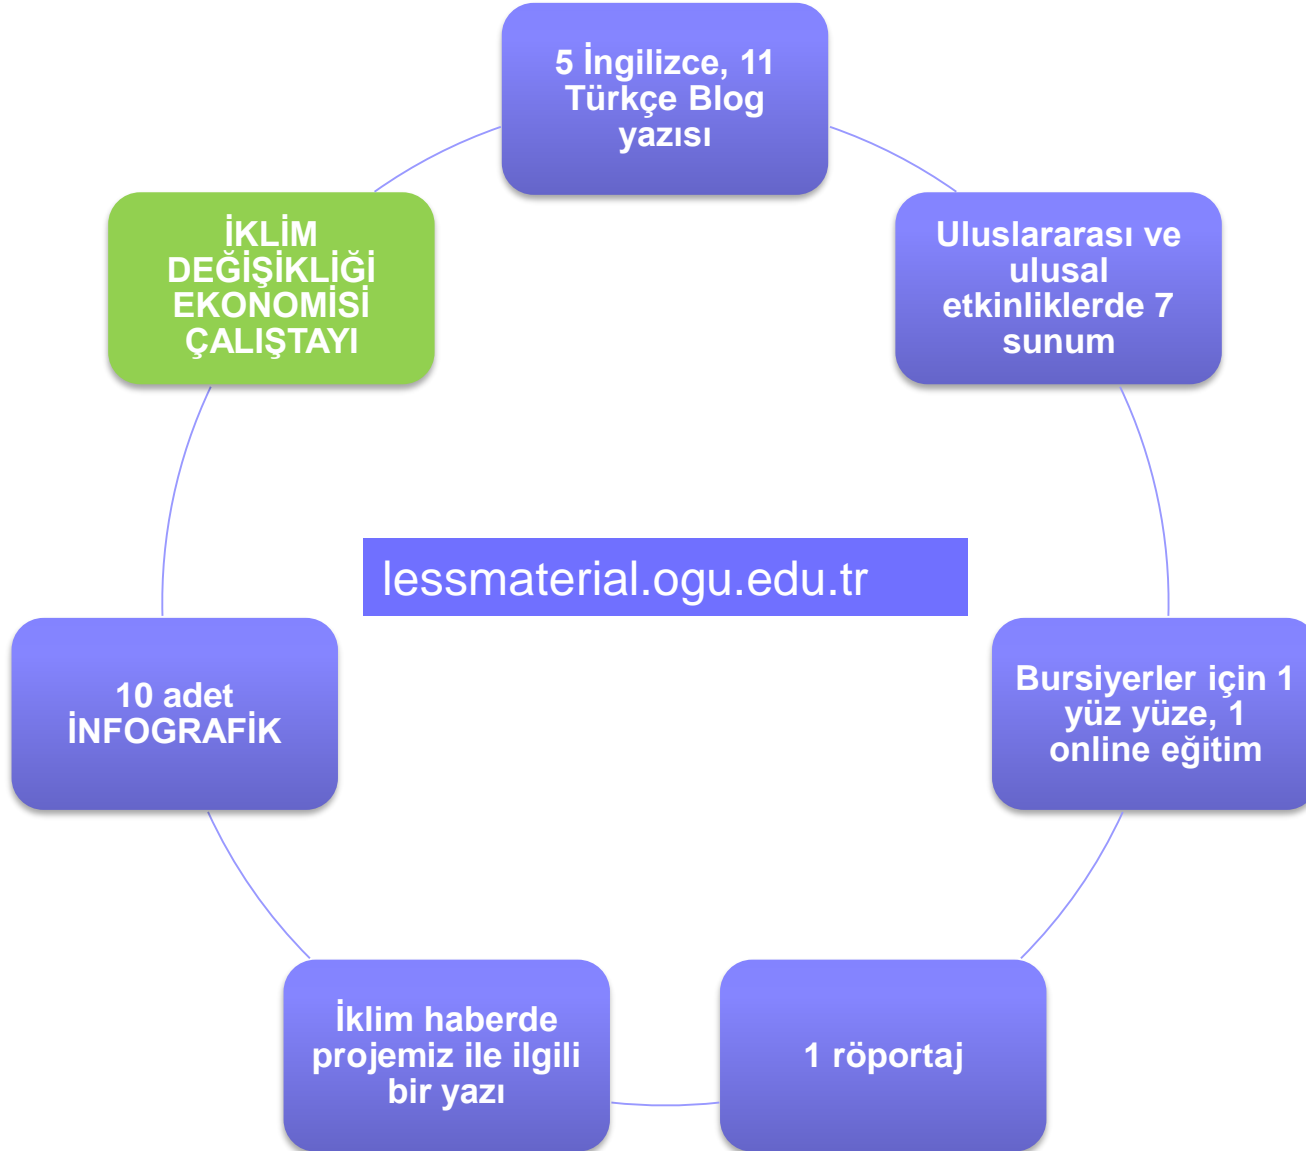 5 İngilizce, 11
Türkçe Blog
yazısı
Uluslararası ve
ulusal
etkinliklerde 7
sunum
Bursiyerler için 1
yüz yüze, 1
online eğitim
1 röportaj
İklim haberde
projemiz ile ilgili
bir yazı
10 adet
İNFOGRAFİK
İKLİM
DEĞİŞİKLİĞİ
EKONOMİSİ
ÇALIŞTAYI
lessmaterial.ogu.edu.tr